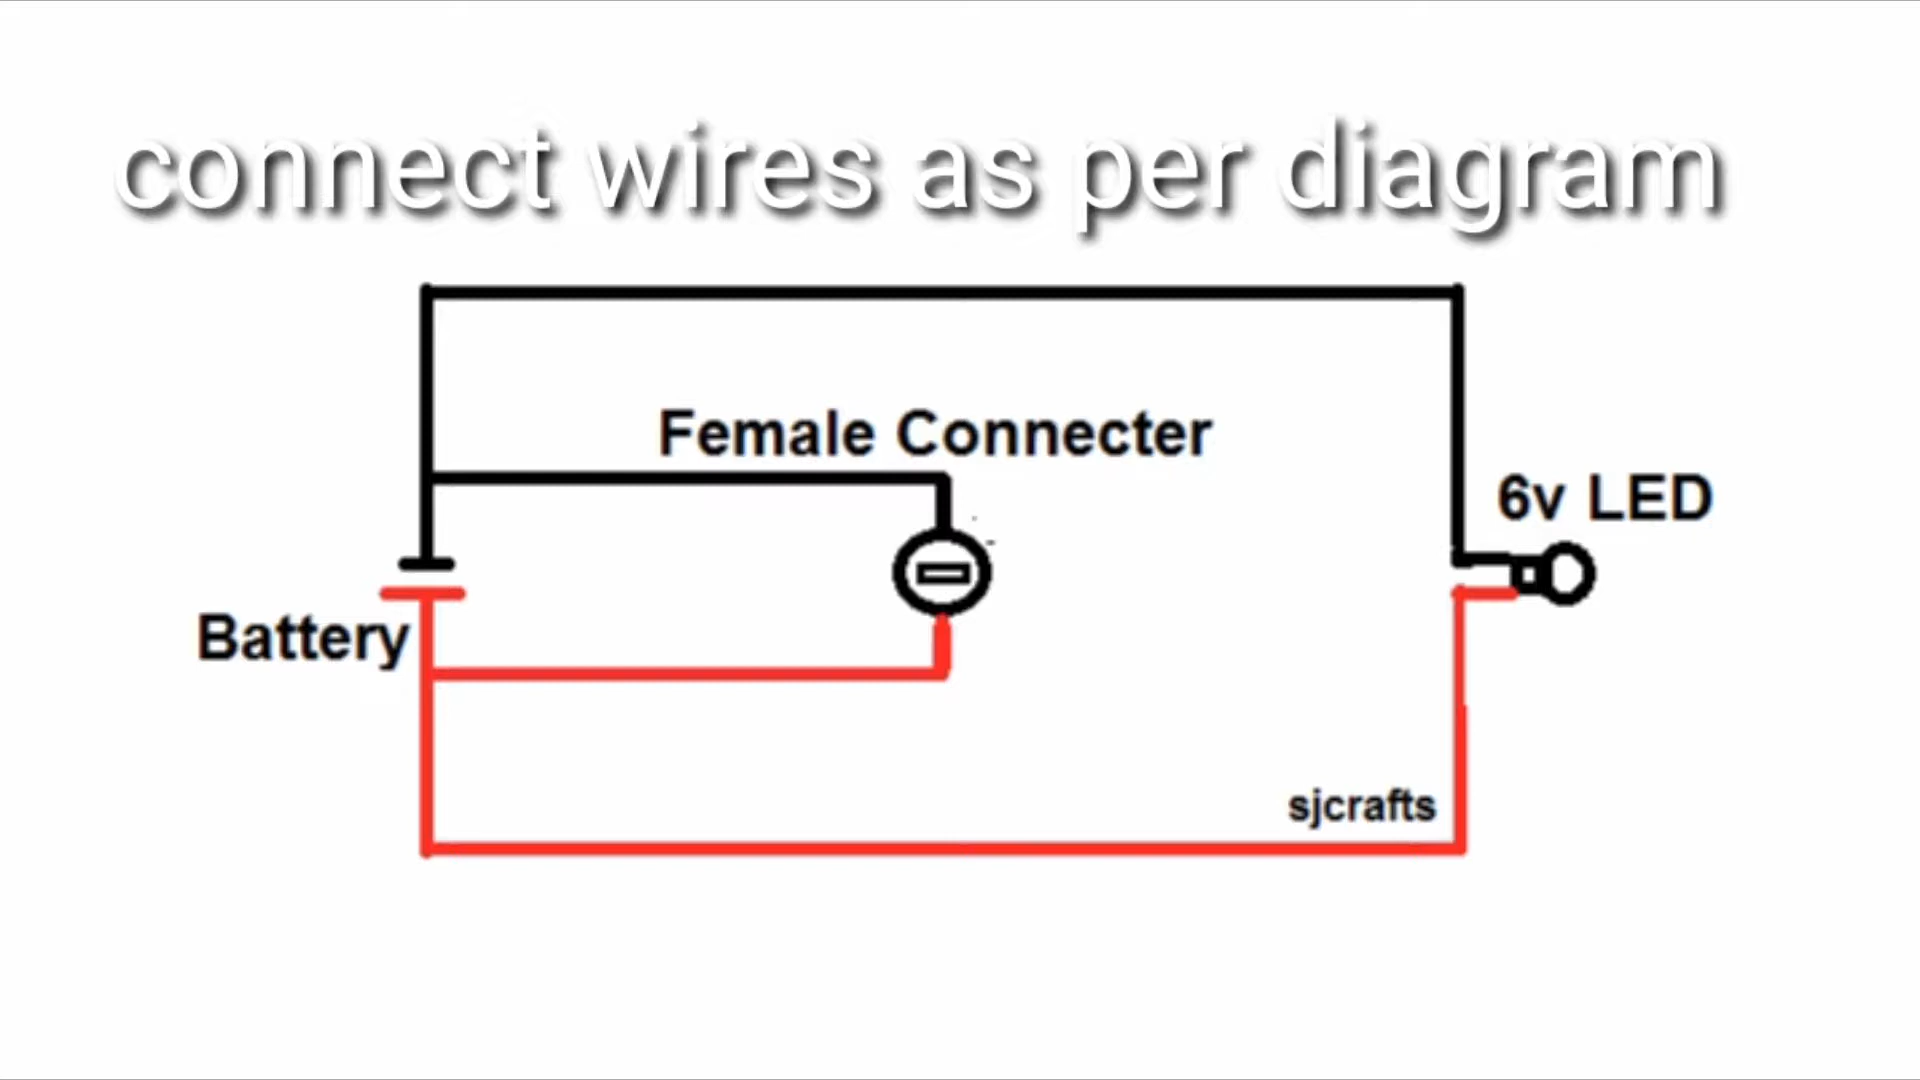 connect wires as per diagram
Female Connecter
6v LED
Battery
sjcrafts